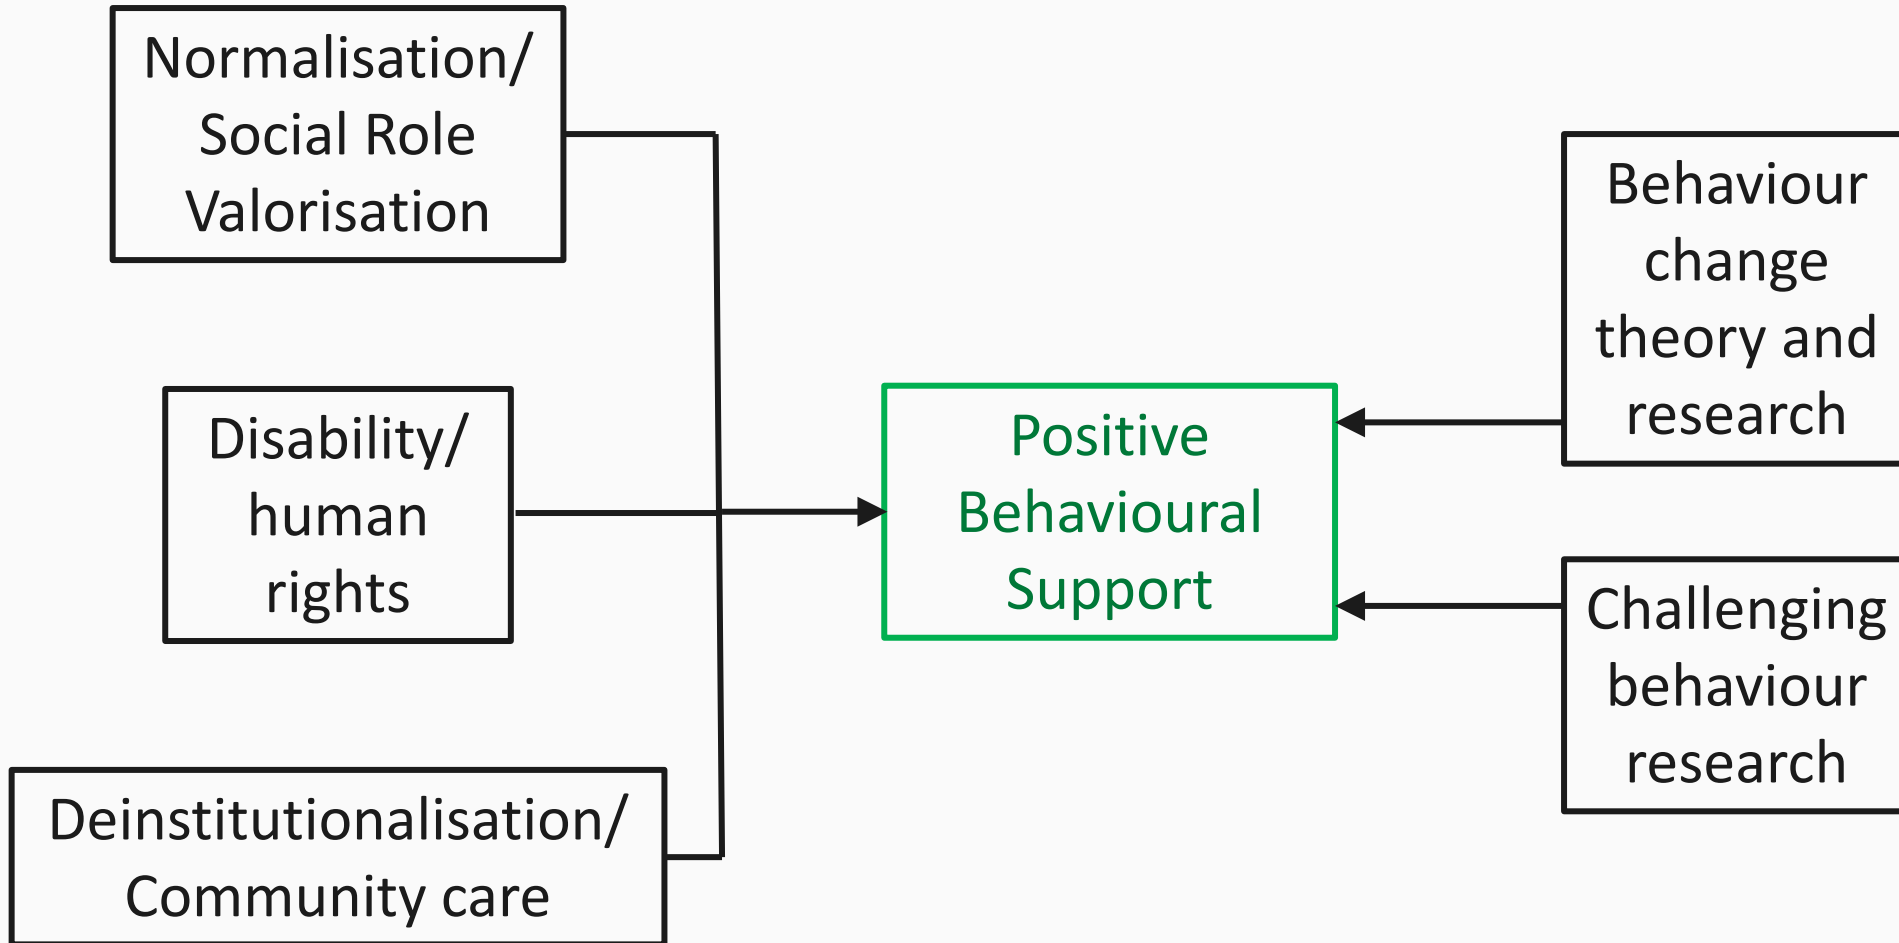 Normalisation/
Social Role
Valorisation
Disability/
human
rights
Deinstitutionalisation/
Community care
Positive
Behavioural
Support
Behaviour
change
theory and
research
Challenging
behaviour
research